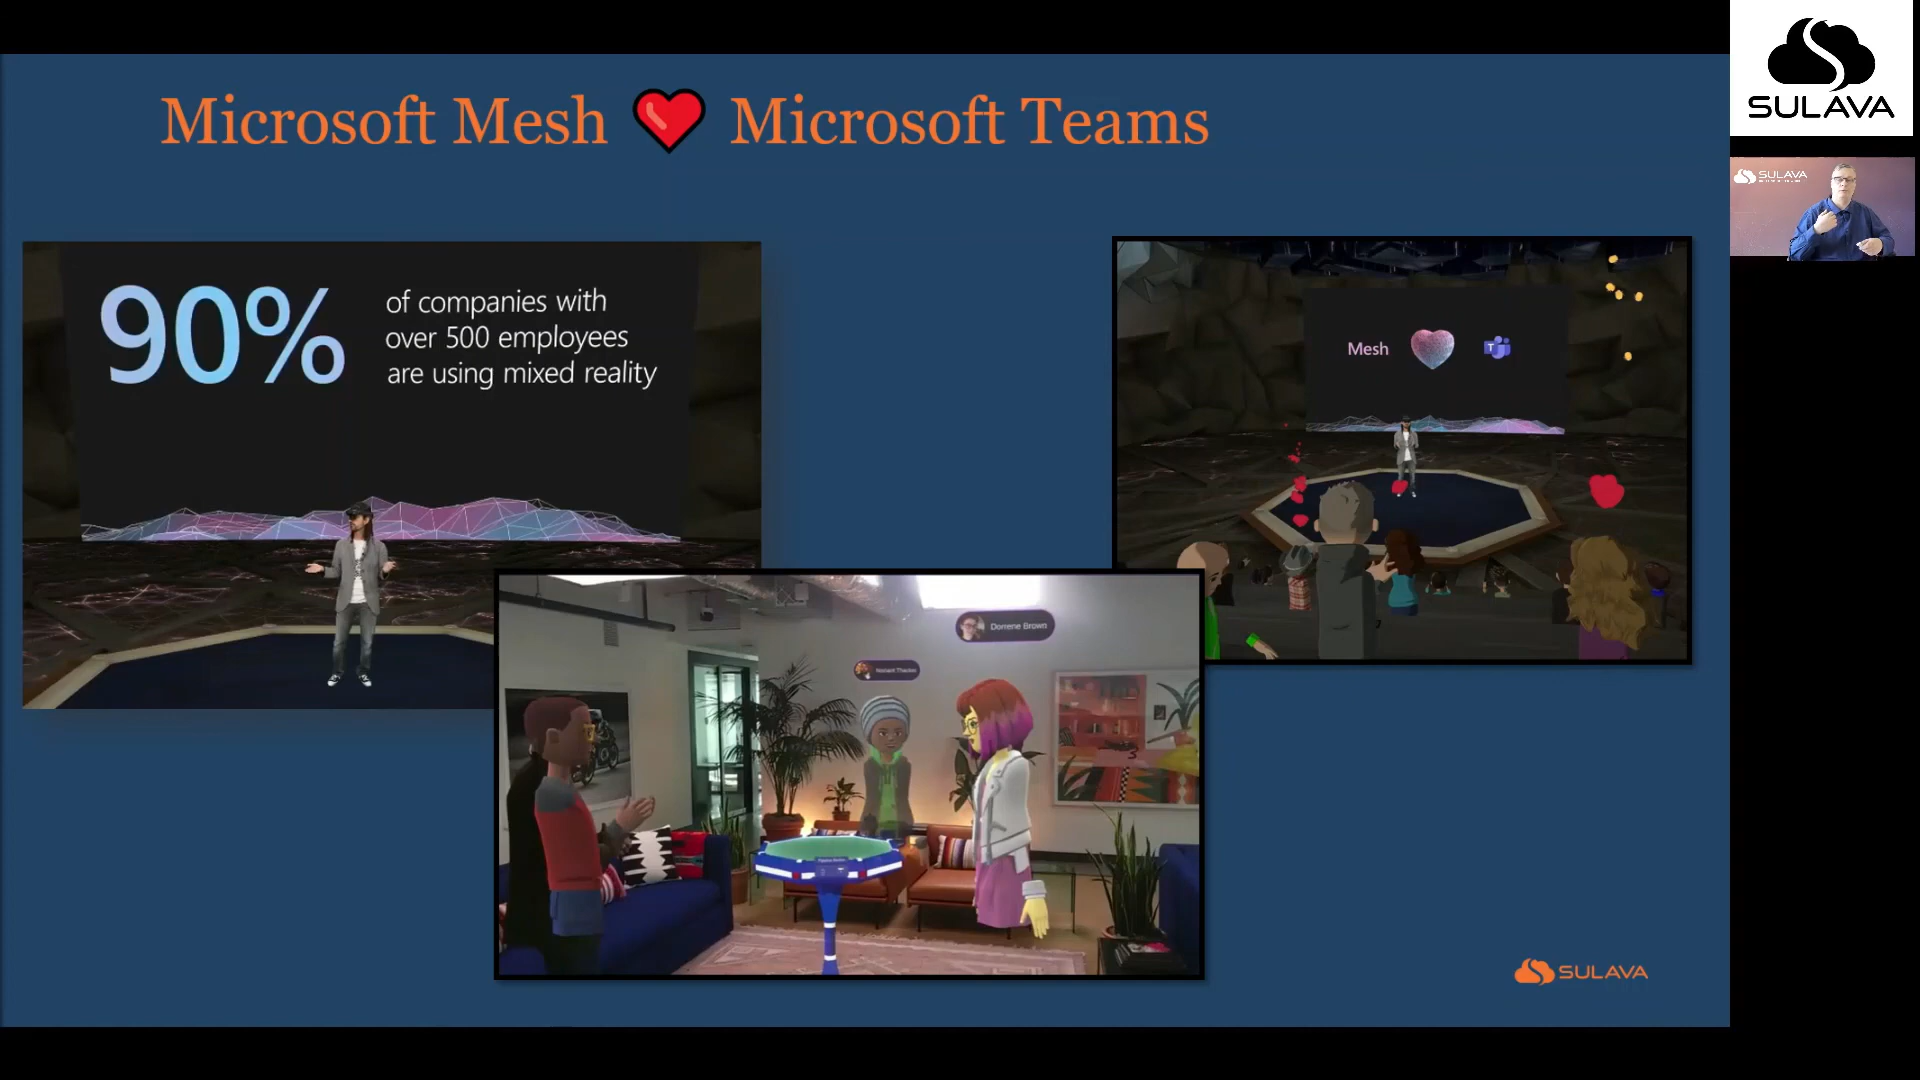 Microsoft Mesh ❤ Microsoft Teams
SULAVA
SULAVA
90%
of companies with
over 500 employees
are using mixed reality
Mesh
T
Dorrene Brown
SULAVA